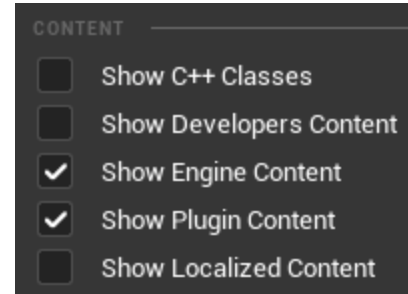 CONTENT
Show C++ Classes
Show Developers Content
Show Engine Content
Show Plugin Content
Show Localized Content